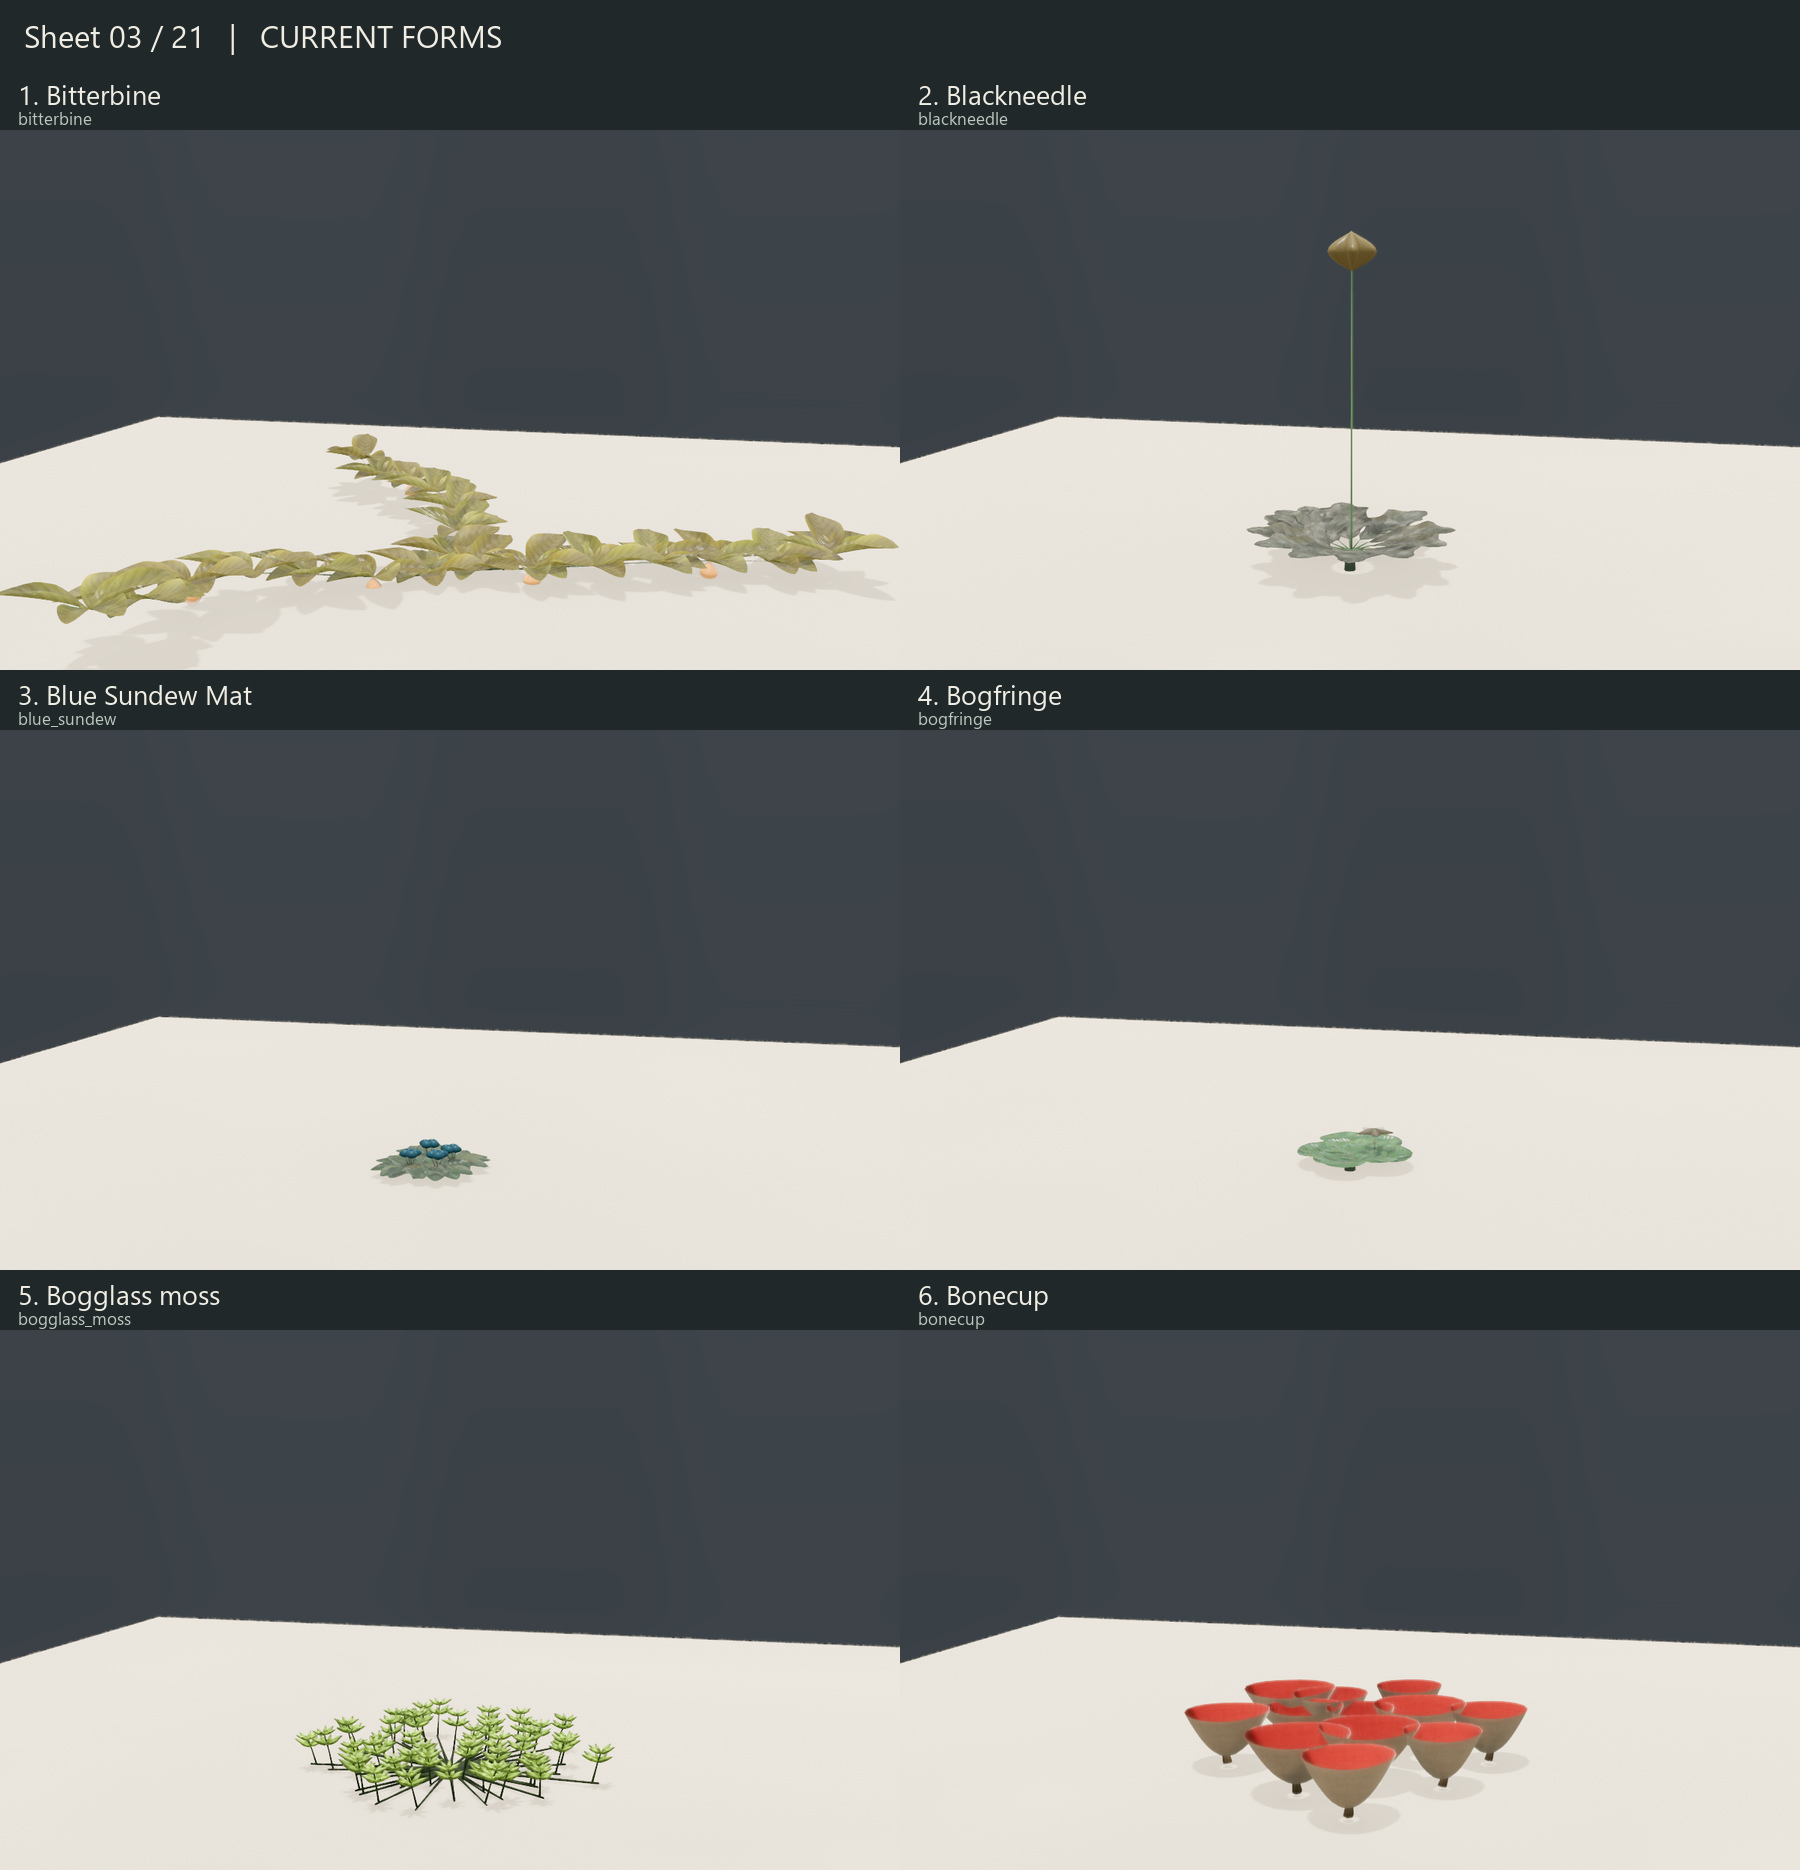 Sheet 03 / 21 | CURRENT FORMS
1. Bitterbine
bitterbine
2. Blackneedle
blackneedle
3. Blue Sundew Mat
blue_sundew
4. Bogfringe
bogfringe
5. Bogglass moss
bogglass_moss
6. Bonecup
bonecup